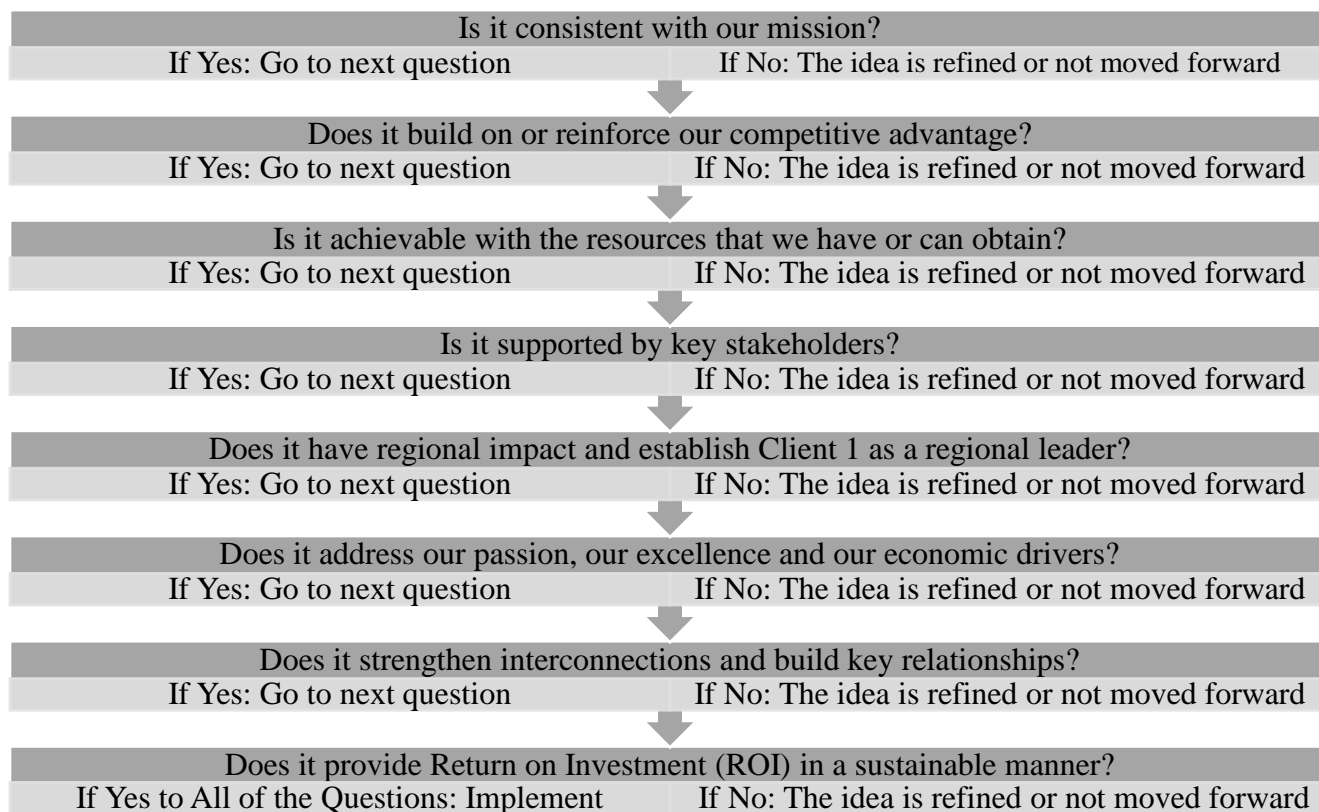 Is it consistent with our mission?
If Yes: Go to next question If No: The idea is refined or not moved forward
Does it build on or reinforce our competitive advantage?
If Yes: Go to next question If No: The idea is refined or not moved forward
Is it achievable with the resources that we have or can obtain?
If Yes: Go to next question If No: The idea is refined or not moved forward
Is it supported by key stakeholders?
If Yes: Go to next question If No: The idea is refined or not moved forward
Does it have regional impact and establish Client 1 as a regional leader?
If Yes: Go to next question If No: The idea is refined or not moved forward
Does it address our passion, our excellence and our economic drivers?
If Yes: Go to next question If No: The idea is refined or not moved forward
Does it strengthen interconnections and build key relationships?
If Yes: Go to next question If No: The idea is refined or not moved forward
Does it provide Return on Investment (ROI) in a sustainable manner?
If Yes to All of the Questions: Implement If No: The idea is refined or not moved forward